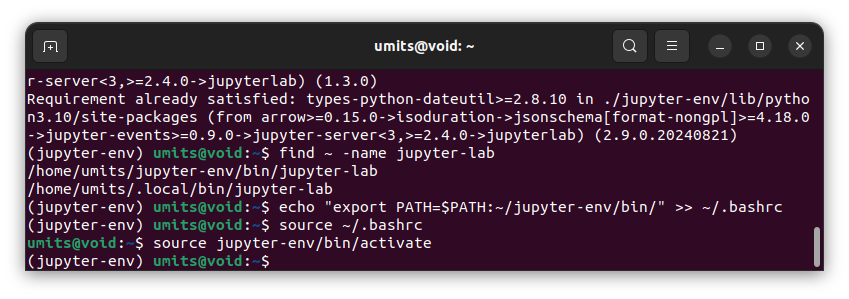 umits@void: ~
r-server<3,>=2.4.0->jupyterlab) (1.3.0)
Requirement already satisfied: types-python-dateutil>=2.8.10 in ./jupyter-env/lib/pytho
n3.10/site-packages (from arrow>=0.15.0->isoduration->jsonschema[format-nongpl]>=4.18.0
->jupyter-events>=0.9.0->jupyter-server<3,>=2.4.0->jupyterlab) (2.9.0.20240821)
(jupyter-env) umits@void:~$ find ~ -name jupyter-lab
/home/umits/jupyter-env/bin/jupyter-lab
/home/umits/.local/bin/jupyter-lab
(jupyter-env) umits@void:~$ echo "export PATH=$PATH:~/jupyter-env/bin/" >> ~/.bashrc
(jupyter-env) umits@void:~$ source ~/.bashrc
umits@void:~$ source jupyter-env/bin/activate
(jupyter-env) umits@void:~$